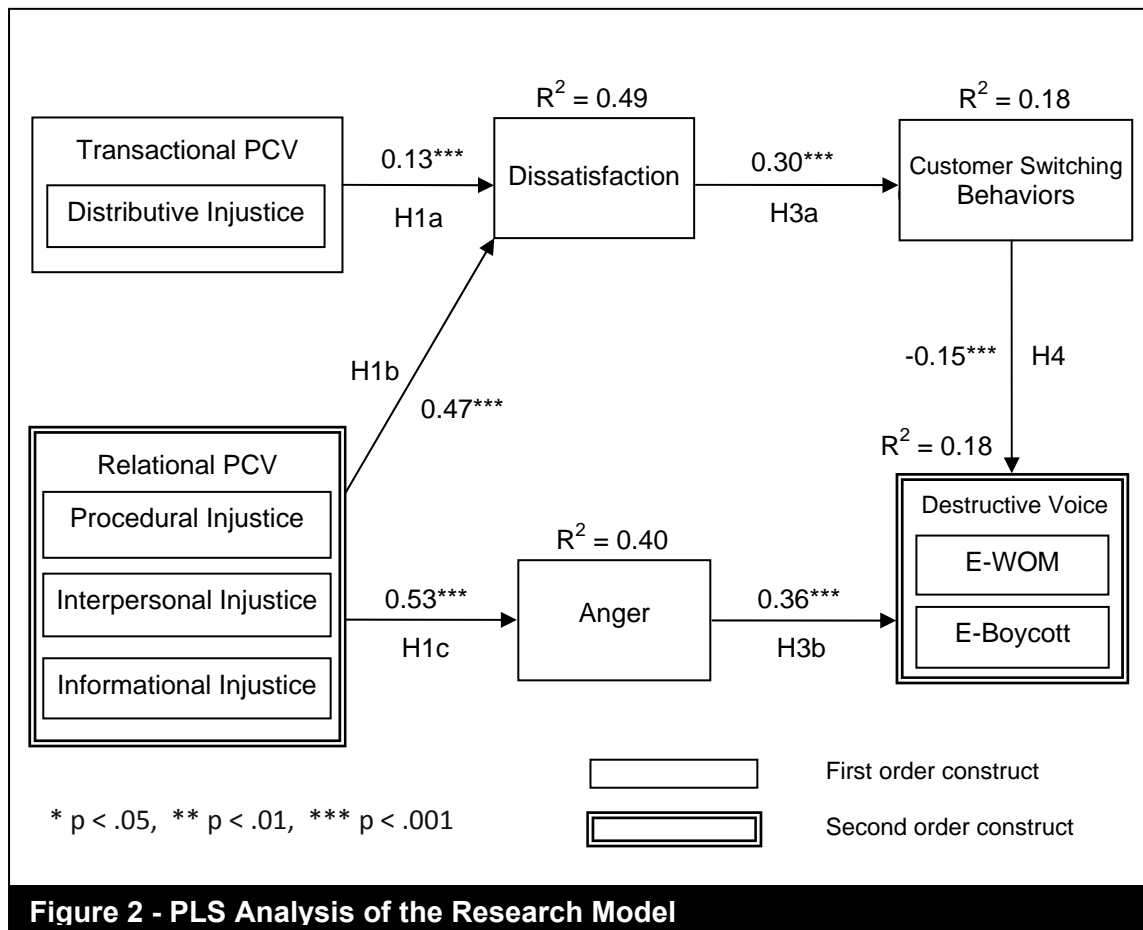 R² = 0.49
R² = 0.18
Transactional PCV
Distributive Injustice
0.13***
H1a
Dissatisfaction
0.30***
H3a
Customer Switching
Behaviors
H1b
0.47***
-0.15***
H4
R² = 0.18
Relational PCV
Procedural Injustice
Interpersonal Injustice
Informational Injustice
0.53***
H1c
R² = 0.40
Anger
0.36***
H3b
Destructive Voice
E-WOM
E-Boycott
First order construct
Second order construct
* p < .05, ** p < .01, *** p < .001
Figure 2 - PLS Analysis of the Research Model